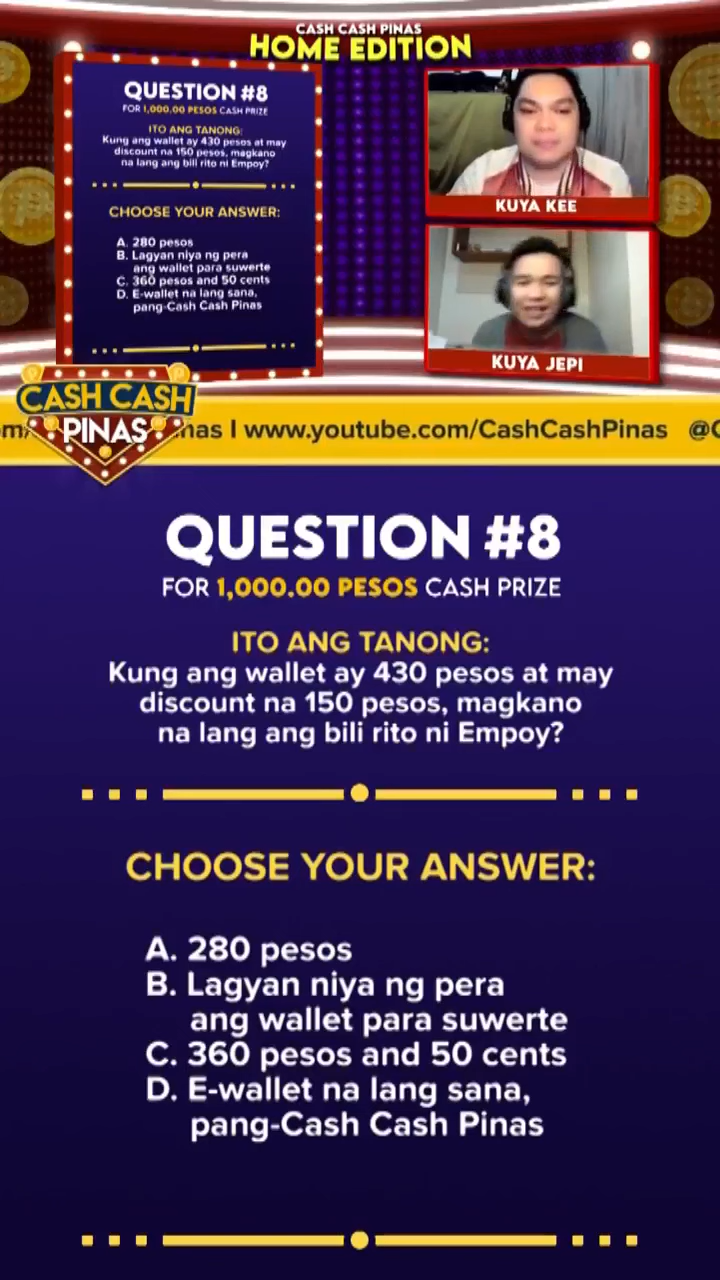 CASH CASH PINAS
HOME EDITION
QUESTION #8
FOR 1,000.00 PESOS CASH PRIZE
ITO ANG TANONG:
Kung ang wallet ay 430 pesos at may
discount na 150 pesos, magkano
na lang ang bili rito ni Empoy?
CHOOSE YOUR ANSWER:
A. 280 pesos
B. Lagyan niya ng pera
ang wallet para suwerte
C. 360 pesos and 50 cents
D. E-wallet na lang sana,
pang-Cash Cash Pinas
KUYA KEE
KUYA JEPI
CASH CASH
PINAS
nas | www.youtube.com/CashCashPinas @
QUESTION #8
FOR 1,000.00 PESOS CASH PRIZE
ITO ANG TANONG:
Kung ang wallet ay 430 pesos at may
discount na 150 pesos, magkano
na lang ang bili rito ni Empoy?
CHOOSE YOUR ANSWER:
A. 280 pesos
B. Lagyan niya ng pera
ang wallet para suwerte
C. 360 pesos and 50 cents
D. E-wallet na lang sana,
pang-Cash Cash Pinas